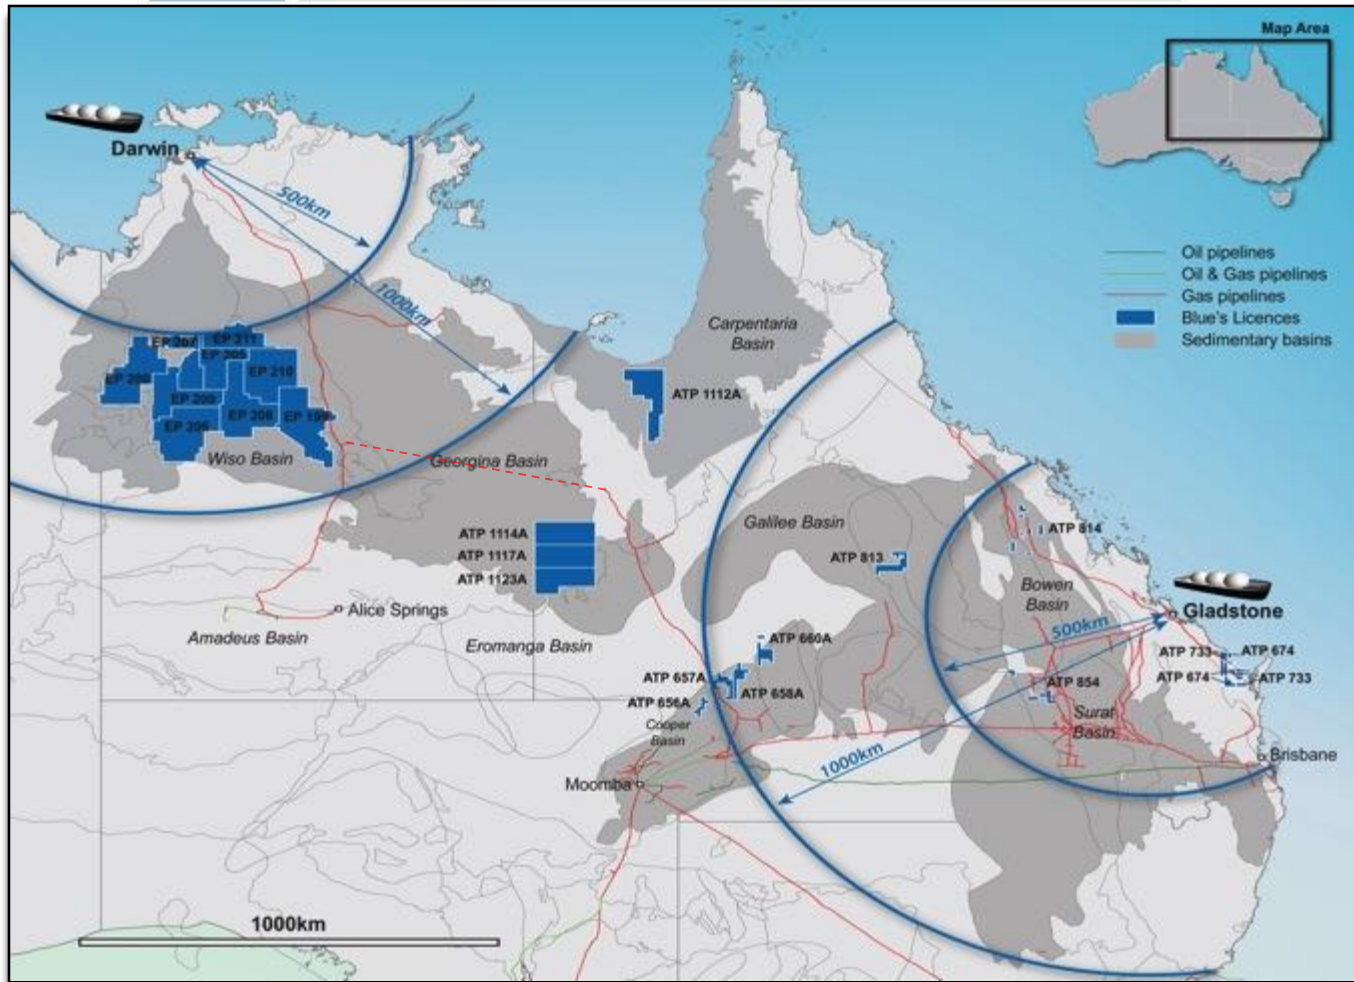 Map Area
Darwin
500km
1000km
Oil pipelines
Oil & Gas pipelines
Gas pipelines
Blue's Licences
Sedimentary basins
Carpentaria
Basin
EP 207
EP 211
EP 205
EP 210
EP 209
EP 208
EP 199
EP 206
ATP 1112A
Wiso Basin
Georgina Basin
ATP 1114A
ATP 1117A
ATP 1123A
Galilee Basin
ATP 813
ATP 814
Bowen
Basin
Gladstone
500km
Alice Springs
Amadeus Basin
Eromanga Basin
ATP 660A
ATP 657A
ATP 658A
ATP 656A
Cooper
Basin
ATP 733
ATP 674
ATP 674
ATP 733
ATP 854
Surat
Basin
1000km
Brisbane
Moomba
1000km